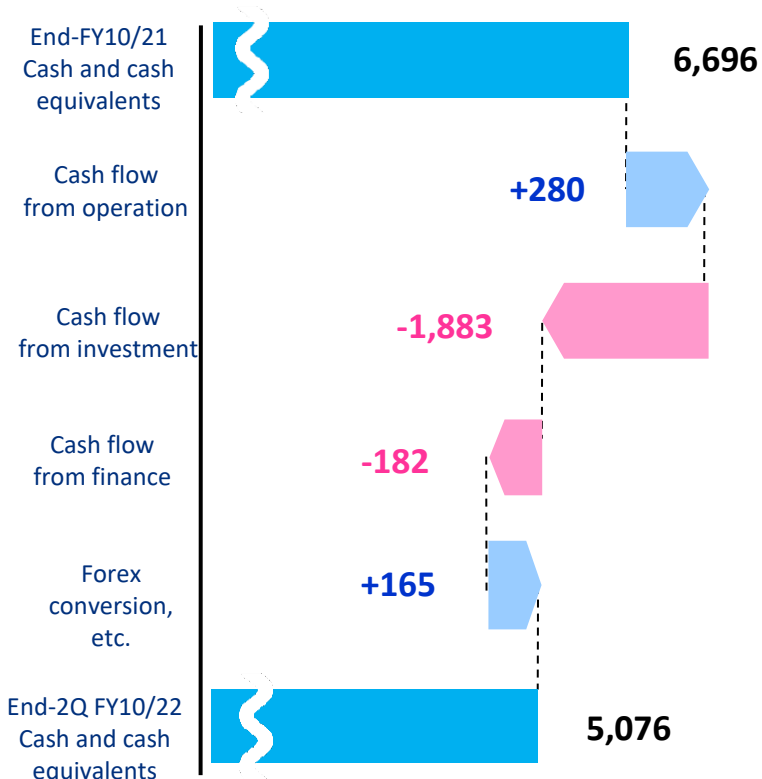 End-FY10/21
Cash and cash
equivalents
6,696
Cash flow
from operation
+280
Cash flow
from investment
-1,883
Cash flow
from finance
-182
Forex
conversion,
etc.
+165
End-2Q FY10/22
Cash and cash
equivalents
5,076